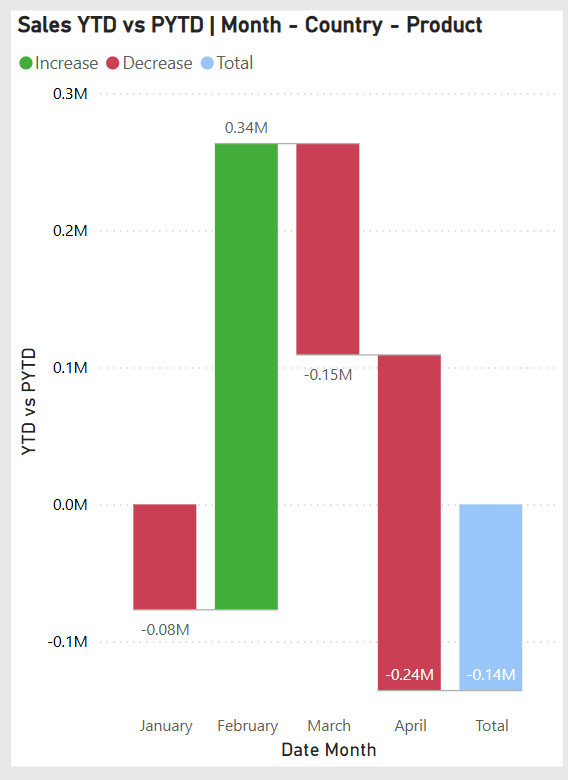 Sales YTD vs PYTD | Month - Country - Product
Increase Decrease Total
0.3M
0.2M
0.1M
0.0M
-0.1M
YTD vs PYTD
-0.08M
0.34M
-0.15M
-0.24M
-0.14M
January February March April Total
Date Month